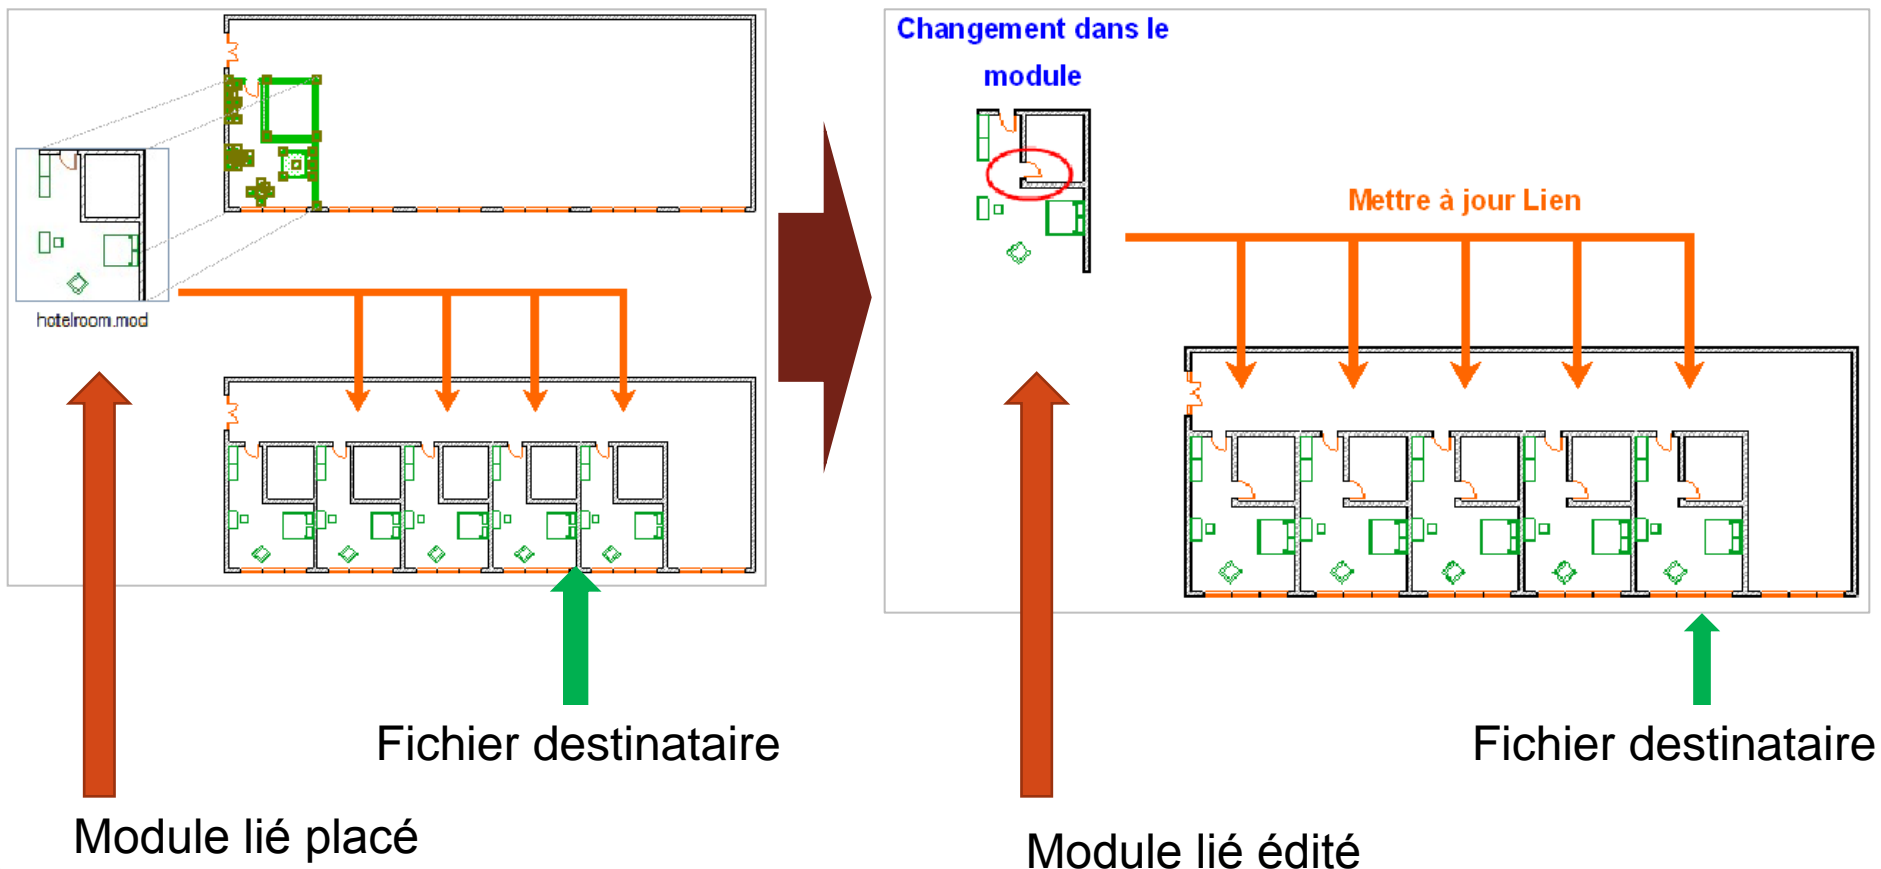 Changement dans le
module
Mettre à jour Lien
hotelroom.mod
Fichier destinataire
Fichier destinataire
Module lié placé
Module lié édité